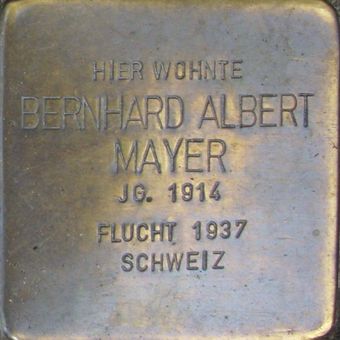 HIER WOHNTE
BERNHARD ALBERT
MAYER
JG. 1914
FLUCHT 1937
SCHWEIZ